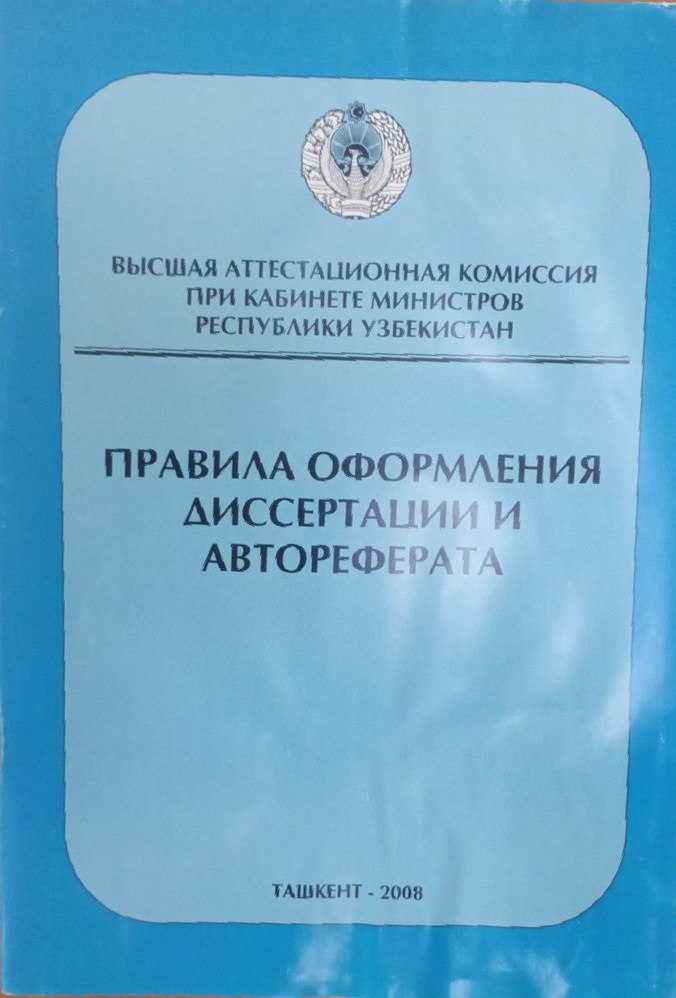 ВЫСШАЯ АТТЕСТАЦИОННАЯ КОМИССИЯ
ПРИ КАБИНЕТЕ МИНИСТРОВ
РЕСПУБЛИКИ УЗБЕКИСТАН
ПРАВИЛА ОФОРМЛЕНИЯ
ДИССЕРТАЦИИ И
АВТОРЕФЕРАТА
ТАШКЕНТ - 2008